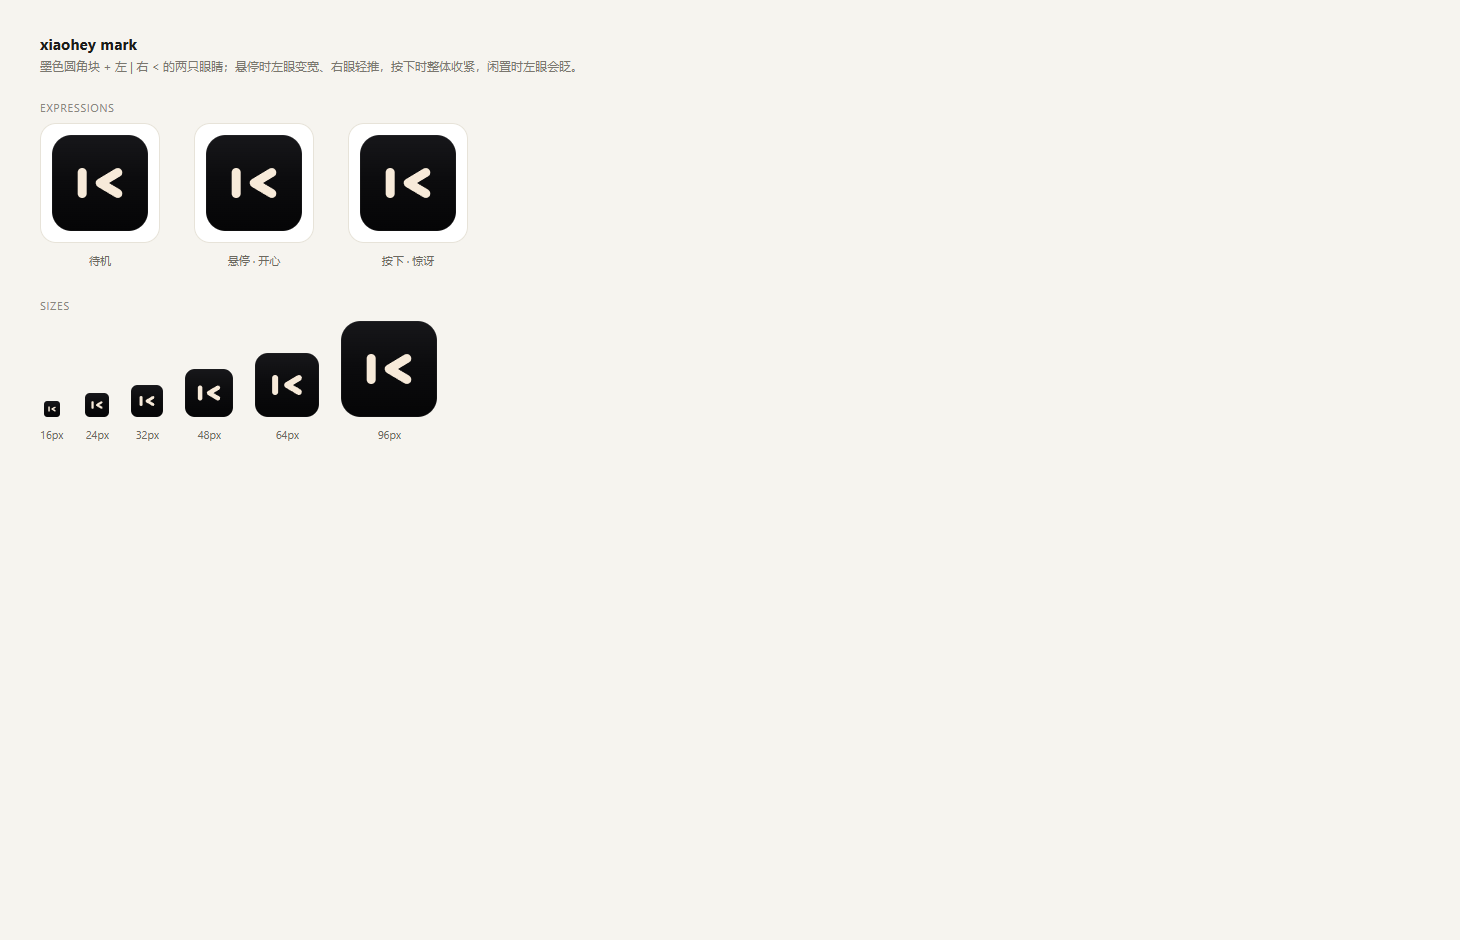 xiaohey mark
墨色圆角块 + 左 | 右 < 的两只眼睛；悬停时左眼变宽、右眼轻推，按下时整体收紧，闲置时左眼会眨。
EXPRESSIONS
待机
悬停 · 开心
按下 · 惊讶
SIZES
16px
24px
32px
48px
64px
96px